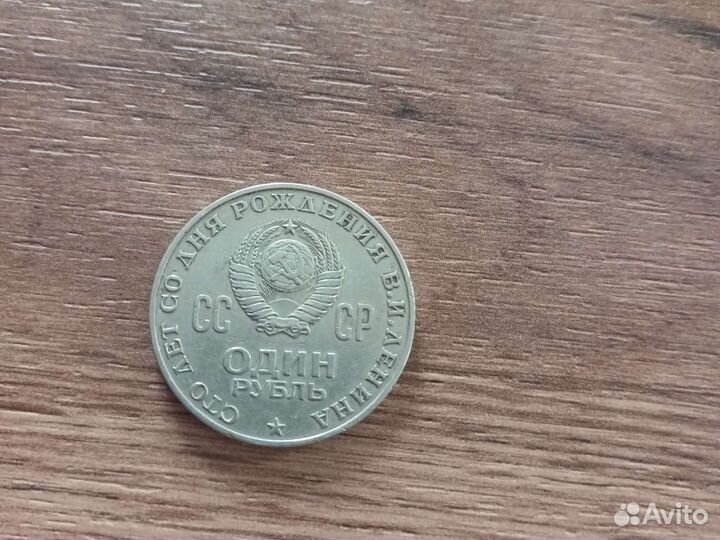 СТО ЛЕТ СО ДНЯ РОЖДЕНИЯ В.И.ЛЕНИНА
СС СР
ОДИН
РУБЛЬ
Avito